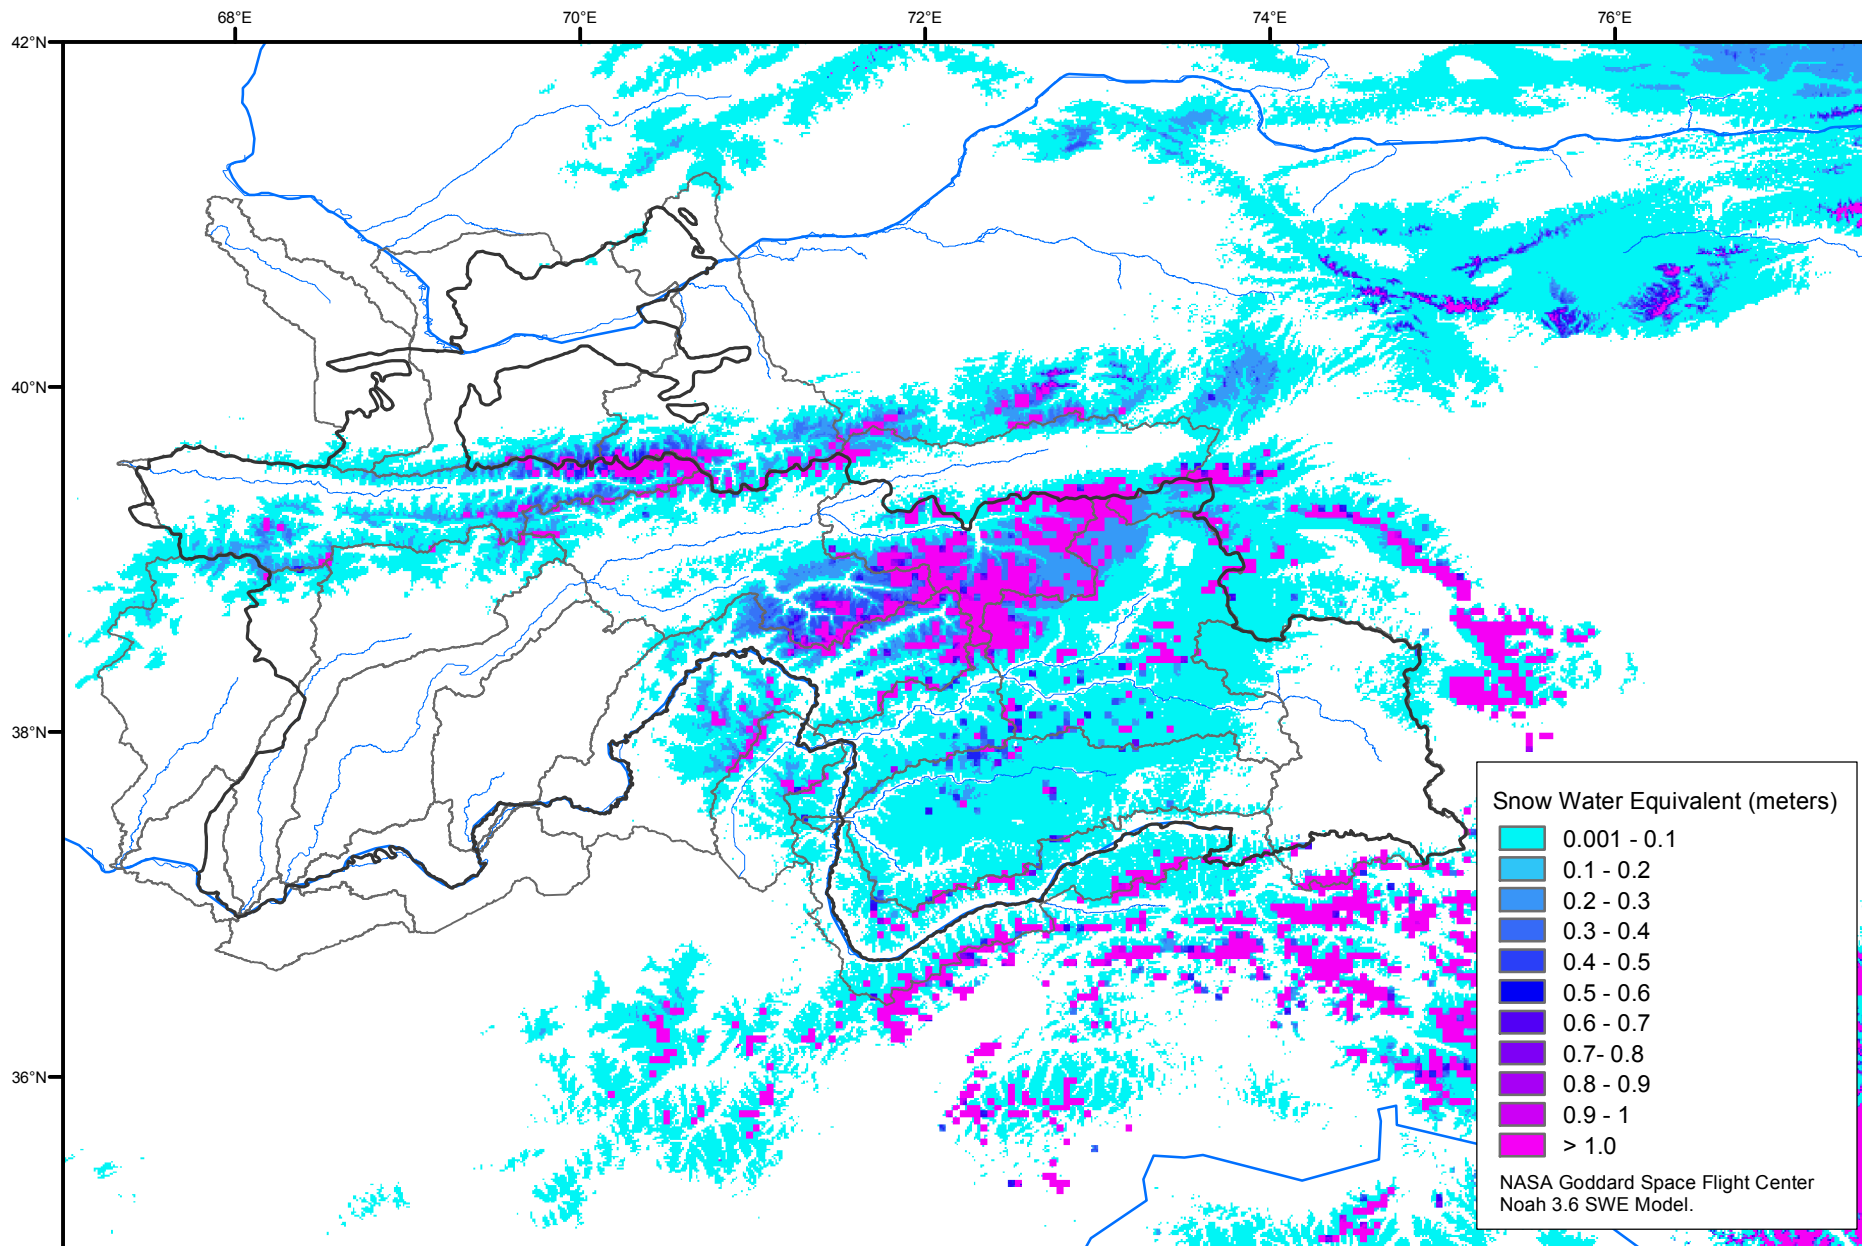 68°E
70°E
72°E
74°E
76°E
42°N
40°N
38°N
36°N
Snow Water Equivalent (meters)
0.001 - 0.1
0.1 - 0.2
0.2 - 0.3
0.3 - 0.4
0.4 - 0.5
0.5 - 0.6
0.6 - 0.7
0.7- 0.8
0.8 - 0.9
0.9 - 1
> 1.0
NASA Goddard Space Flight Center
Noah 3.6 SWE Model.